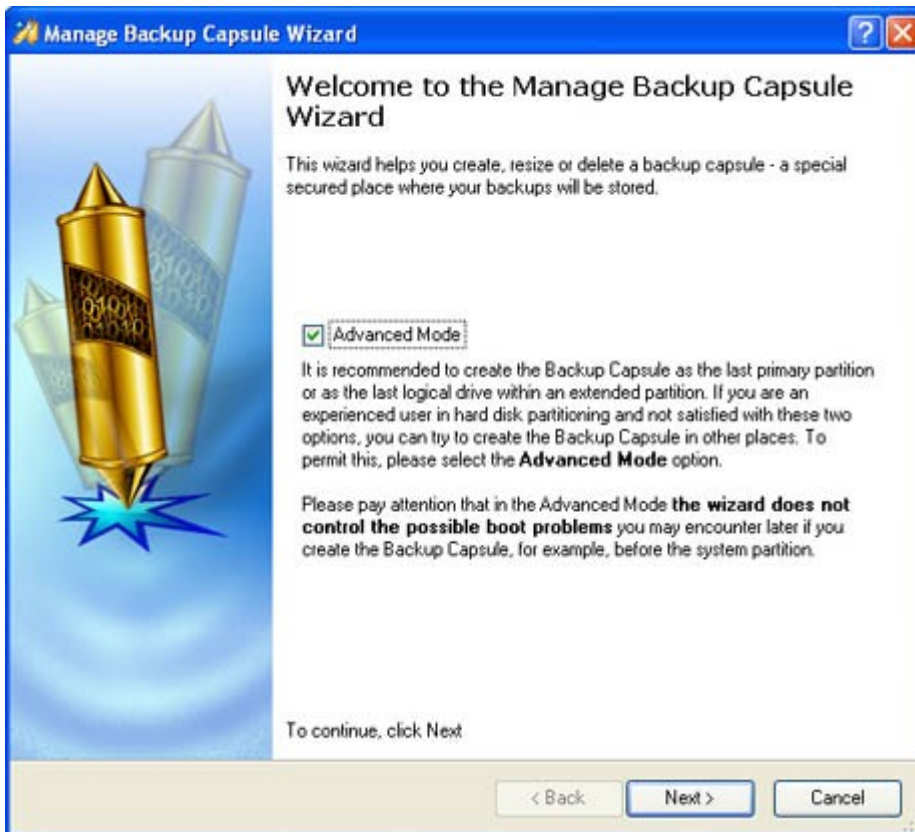 Manage Backup Capsule Wizard
Welcome to the Manage Backup Capsule
Wizard
This wizard helps you create, resize or delete a backup capsule - a special
secured place where your backups will be stored.
Advanced Mode
It is recommended to create the Backup Capsule as the last primary partition
or as the last logical drive within an extended partition. If you are an
experienced user in hard disk partitioning and not satisfied with these two
options, you can try to create the Backup Capsule in other places. To
permit this, please select the Advanced Mode option.
Please pay attention that in the Advanced Mode the wizard does not
control the possible boot problems you may encounter later if you
create the Backup Capsule, for example, before the system partition.
To continue, click Next
< Back
Next >
Cancel